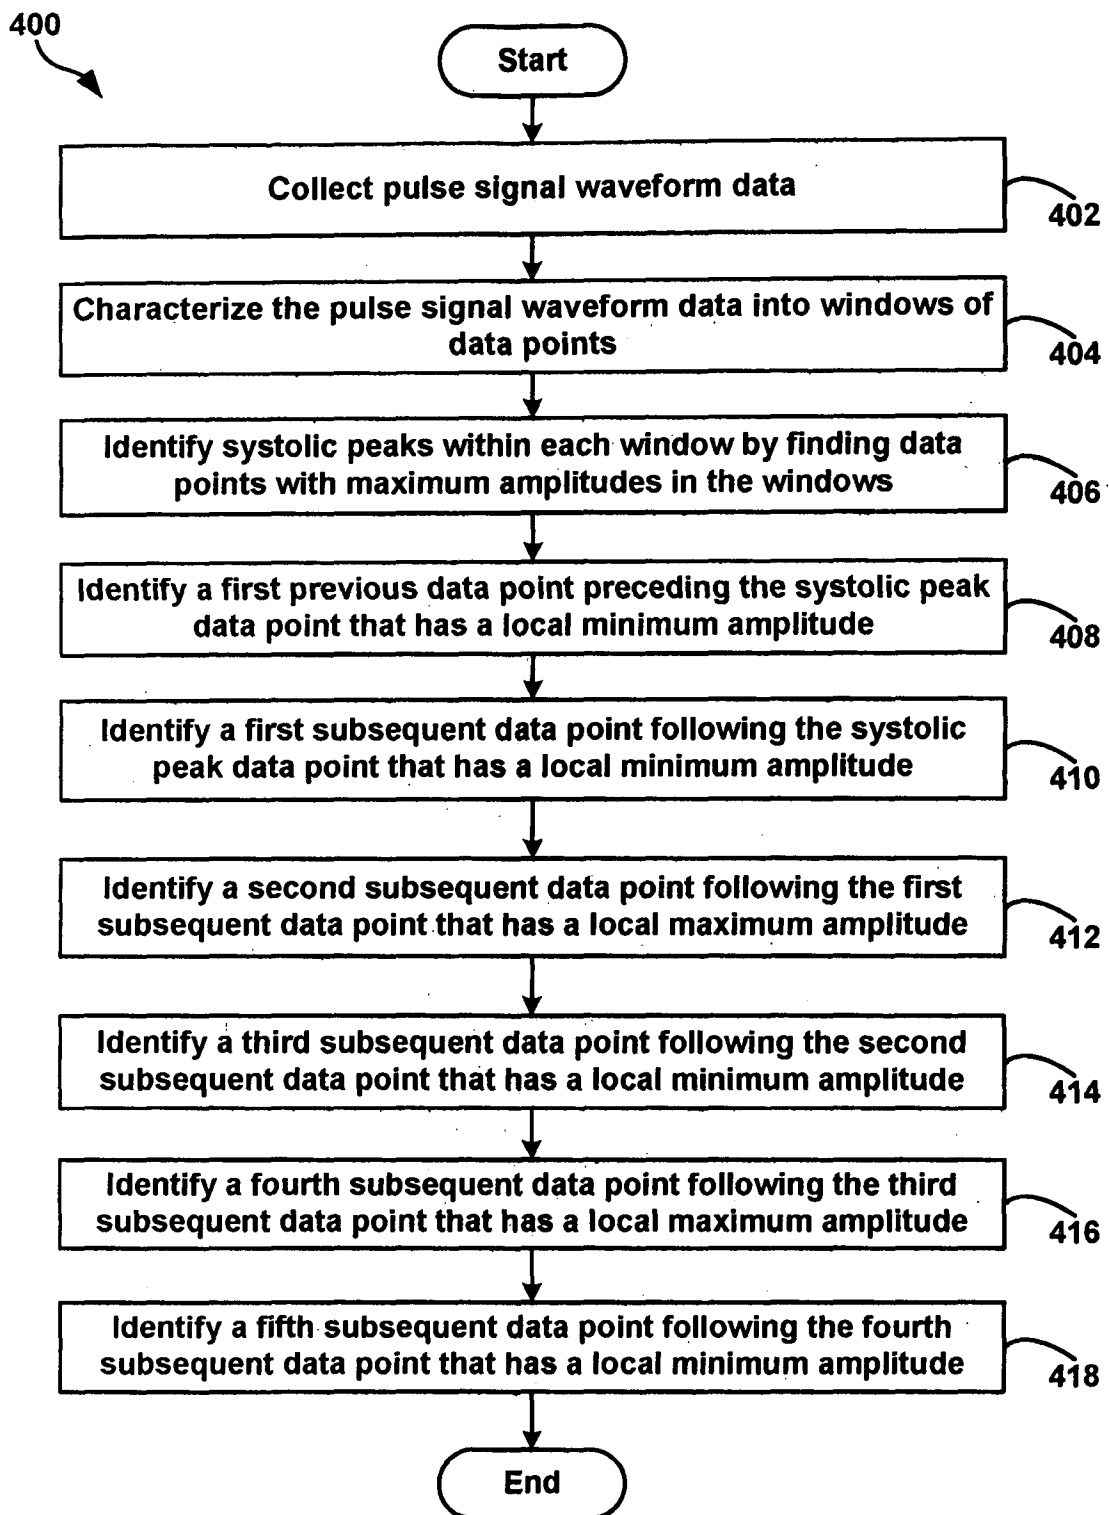 400
Start
Collect pulse signal waveform data
402
Characterize the pulse signal waveform data into windows of
data points
404
Identify systolic peaks within each window by finding data
points with maximum amplitudes in the windows
406
Identify a first previous data point preceding the systolic peak
data point that has a local minimum amplitude
408
Identify a first subsequent data point following the systolic
peak data point that has a local minimum amplitude
410
Identify a second subsequent data point following the first
subsequent data point that has a local maximum amplitude
412
Identify a third subsequent data point following the second
subsequent data point that has a local minimum amplitude
414
Identify a fourth subsequent data point following the third
subsequent data point that has a local maximum amplitude
416
Identify a fifth subsequent data point following the fourth
subsequent data point that has a local minimum amplitude
418
End